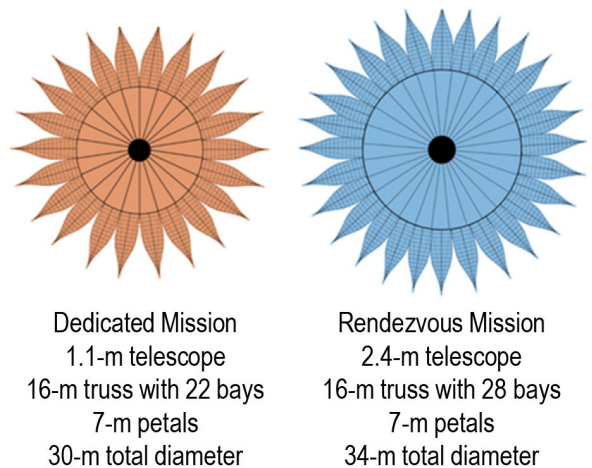 Dedicated Mission
1.1-m telescope
16-m truss with 22 bays
7-m petals
30-m total diameter
Rendezvous Mission
2.4-m telescope
16-m truss with 28 bays
7-m petals
34-m total diameter